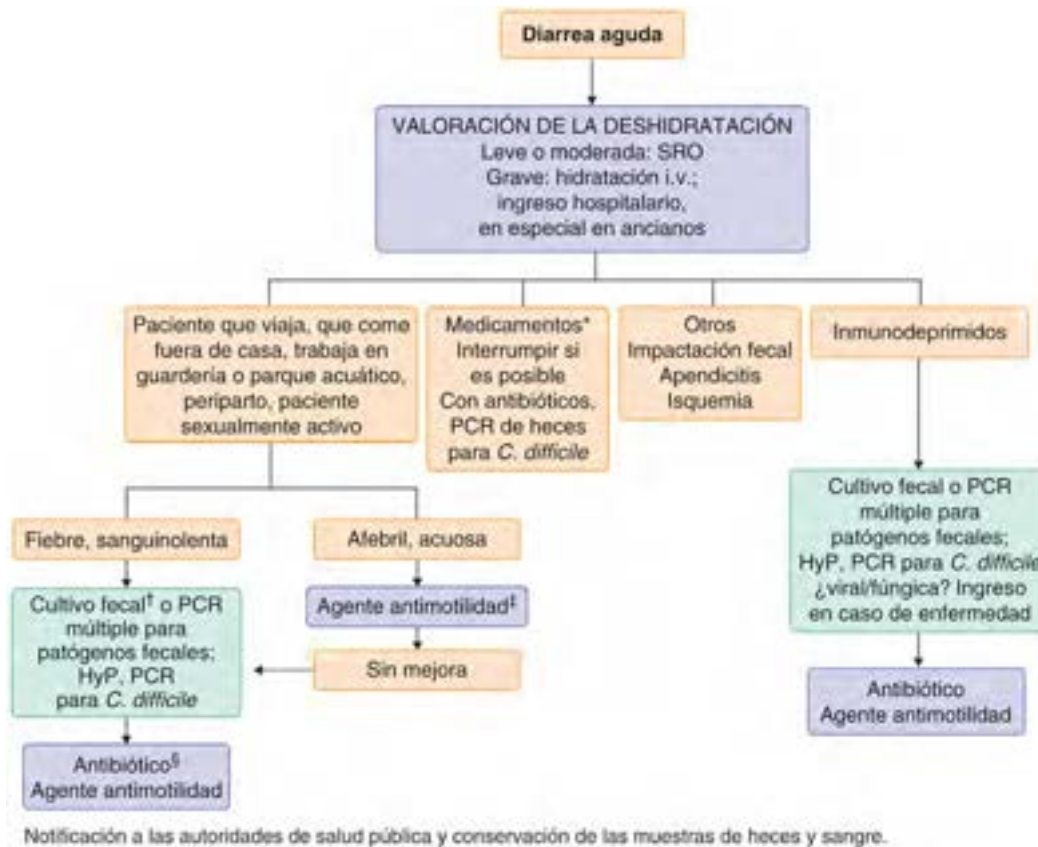 Diarrea aguda
VALORACIÓN DE LA DESHIDRATACIÓN
Leve o moderada: SRO
Grave: hidratación i.v.;
ingreso hospitalario,
en especial en ancianos
Paciente que viaja, que come
fuera de casa, trabaja en
guardería o parque acuático,
periparto, paciente
sexualmente activo
Medicamentos*
Interrumpir si
es posible
Con antibióticos,
PCR de heces
para C. difficile
Otros
Impactación fecal
Apendicitis
Isquemia
Inmunodeprimidos
Fiebre, sanguinolenta
Afebril, acuosa
Cultivo fecal† o PCR
múltiple para
patógenos fecales;
HyP, PCR
para C. difficile
Agente antimotilidad‡
Sin mejora
Antibiótico§
Agente antimotilidad
Cultivo fecal o PCR
múltiple para
patógenos fecales;
HyP, PCR para C. difficile
¿viral/fúngica? Ingreso
en caso de enfermedad
Antibiótico
Agente antimotilidad
Notificación a las autoridades de salud pública y conservación de las muestras de heces y sangre.